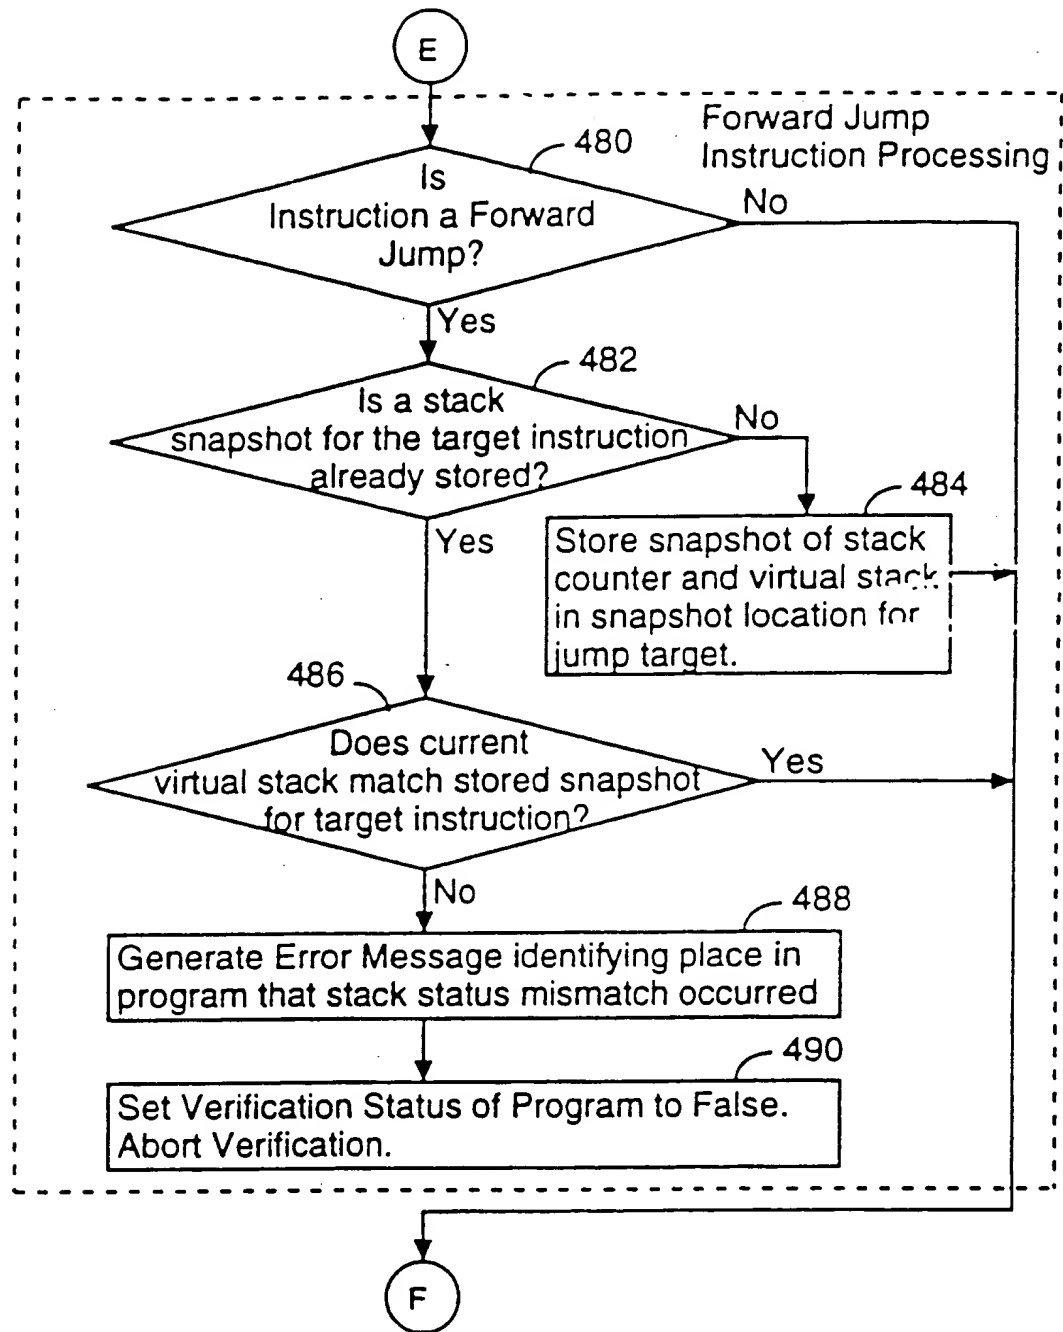 E
Forward Jump
Instruction Processing
480
Is
Instruction a Forward
Jump?
No
Yes
482
Is a stack
snapshot for the target instruction
already stored?
No
Yes
484
Store snapshot of stack
counter and virtual stack
in snapshot location for
jump target.
486
Does current
virtual stack match stored snapshot
for target instruction?
Yes
No
488
Generate Error Message identifying place in
program that stack status mismatch occurred
490
Set Verification Status of Program to False.
Abort Verification.
F